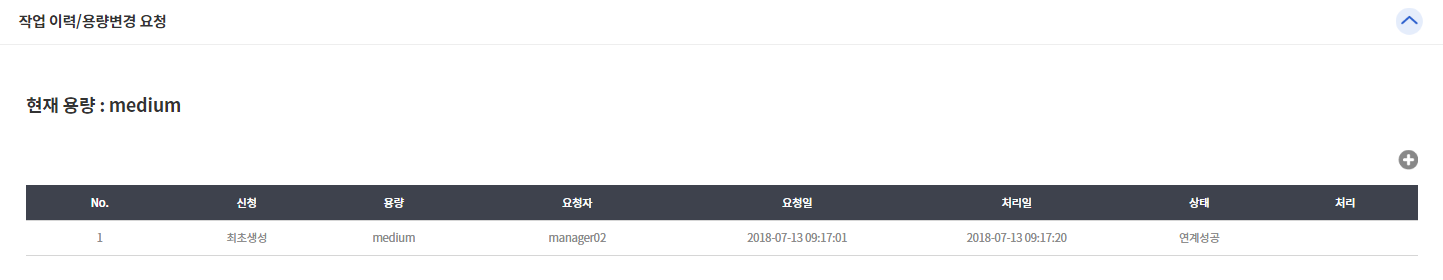 작업 이력/용량변경 요청
현재 용량 : medium
No. 신청 용량 요청자 요청일 처리일 상태 처리
1 최초생성 medium manager02 2018-07-13 09:17:01 2018-07-13 09:17:20 연계성공